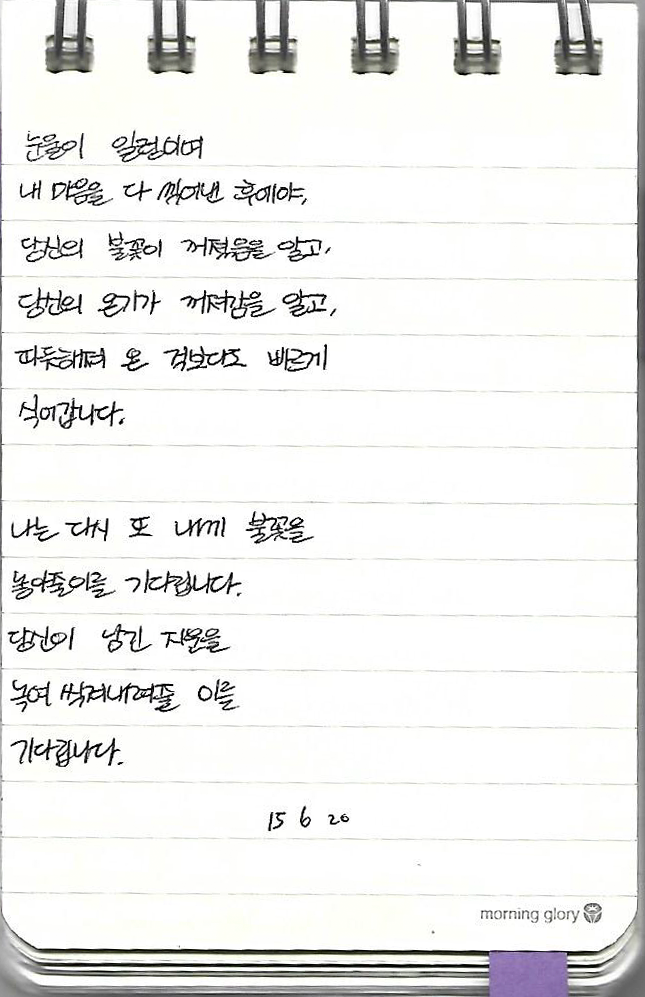 눈물이 일렁이며
내 마음을 다 씻어낸 후에야,
당신의 불꽃이 꺼졌음을 알고,
당신의 온기가 꺼져감을 알고,
따듯해져 온 것보다도 빠르게
식어갑니다.
나는 다시 또 내게 불꽃을
놓아줄이를 기다립니다.
당신이 남긴 지문을
녹여 씻겨내려줄 이를
기다립니다.
15 6 20
morning glory